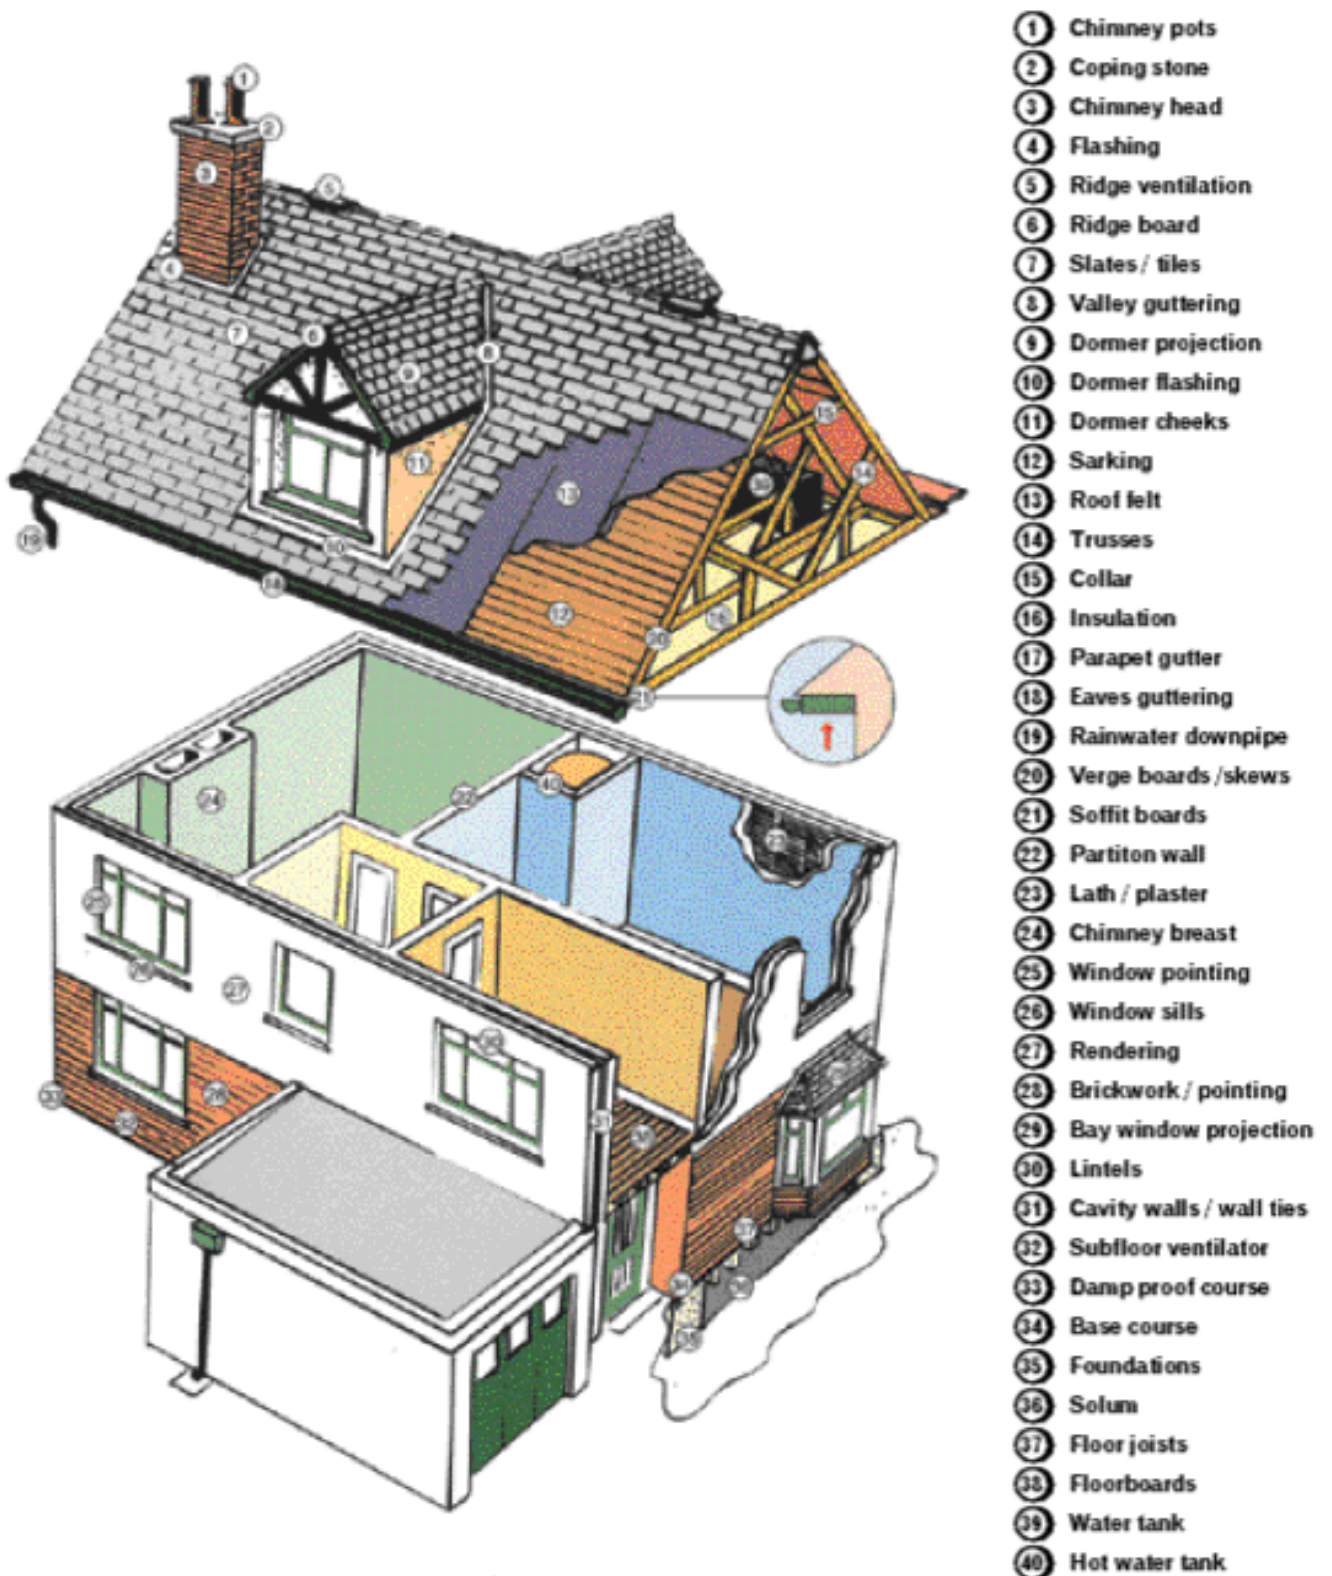 1 Chimney pots
2 Coping stone
3 Chimney head
4 Flashing
5 Ridge ventilation
6 Ridge board
7 Slates / tiles
8 Valley guttering
9 Dormer projection
10 Dormer flashing
11 Dormer cheeks
12 Sarking
13 Roof felt
14 Trusses
15 Collar
16 Insulation
17 Parapet gutter
18 Eaves guttering
19 Rainwater downpipe
20 Verge boards / skews
21 Soffit boards
22 Partiton wall
23 Lath / plaster
24 Chimney breast
25 Window pointing
26 Window sills
27 Rendering
28 Brickwork / pointing
29 Bay window projection
30 Lintels
31 Cavity walls / wall ties
32 Subfloor ventilator
33 Damp proof course
34 Base course
35 Foundations
36 Solum
37 Floor joists
38 Floorboards
39 Water tank
40 Hot water tank